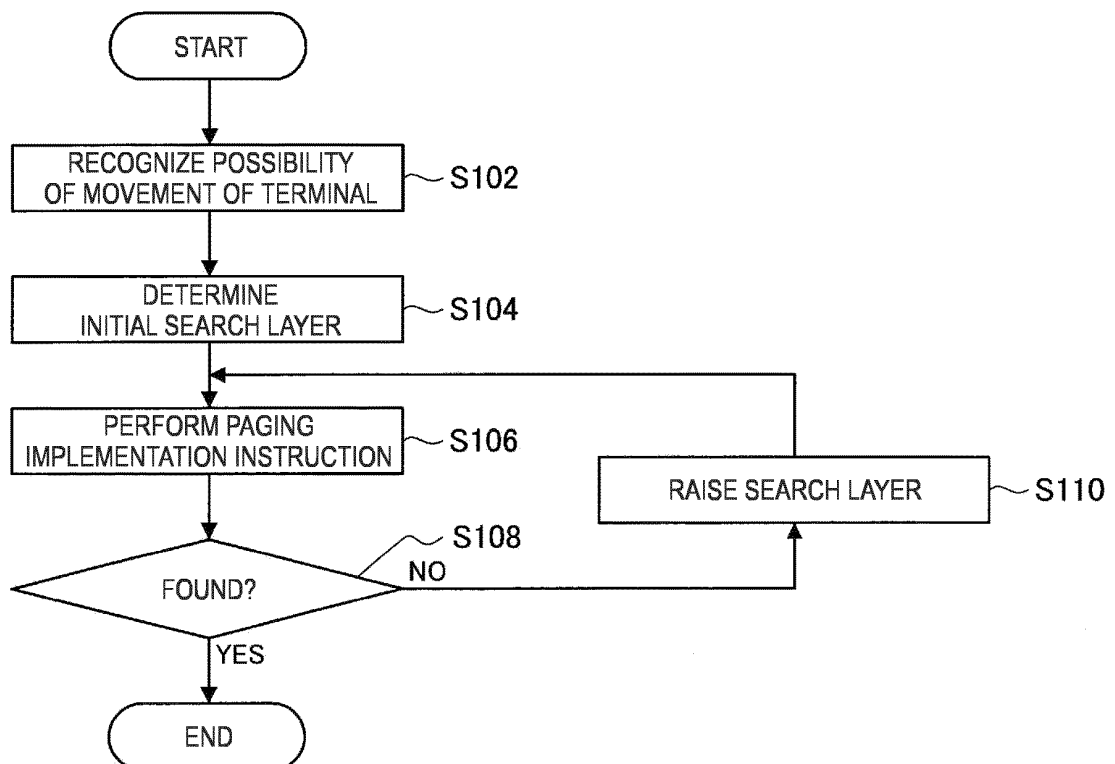 START
RECOGNIZE POSSIBILITY
OF MOVEMENT OF TERMINAL
S102
DETERMINE
INITIAL SEARCH LAYER
S104
PERFORM PAGING
IMPLEMENTATION INSTRUCTION
S106
RAISE SEARCH LAYER
S110
S108
FOUND?
NO
YES
END